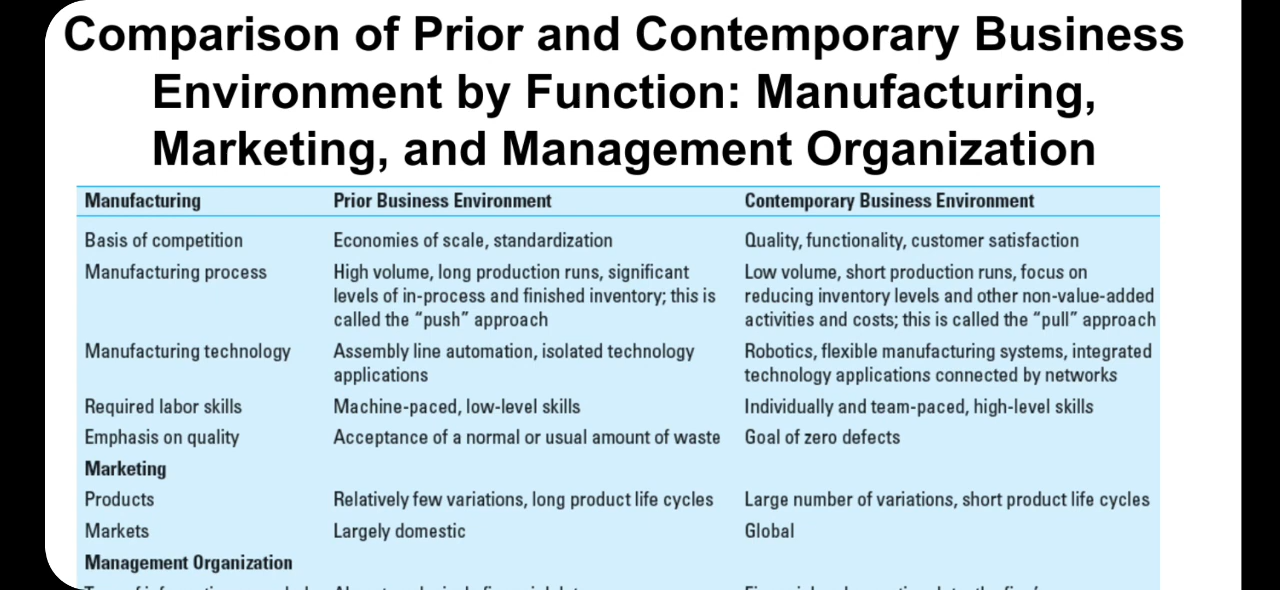 Comparison of Prior and Contemporary Business
Environment by Function: Manufacturing,
Marketing, and Management Organization
Manufacturing Prior Business Environment Contemporary Business Environment
Basis of competition Economies of scale, standardization Quality, functionality, customer satisfaction
Manufacturing process High volume, long production runs, significant Low volume, short production runs, focus on
levels of in-process and finished inventory; this is reducing inventory levels and other non-value-added
called the “push” approach activities and costs; this is called the “pull” approach
Manufacturing technology Assembly line automation, isolated technology Robotics, flexible manufacturing systems, integrated
applications technology applications connected by networks
Required labor skills Machine-paced, low-level skills Individually and team-paced, high-level skills
Emphasis on quality Acceptance of a normal or usual amount of waste Goal of zero defects
Marketing
Products Relatively few variations, long product life cycles Large number of variations, short product life cycles
Markets Largely domestic Global
Management Organization